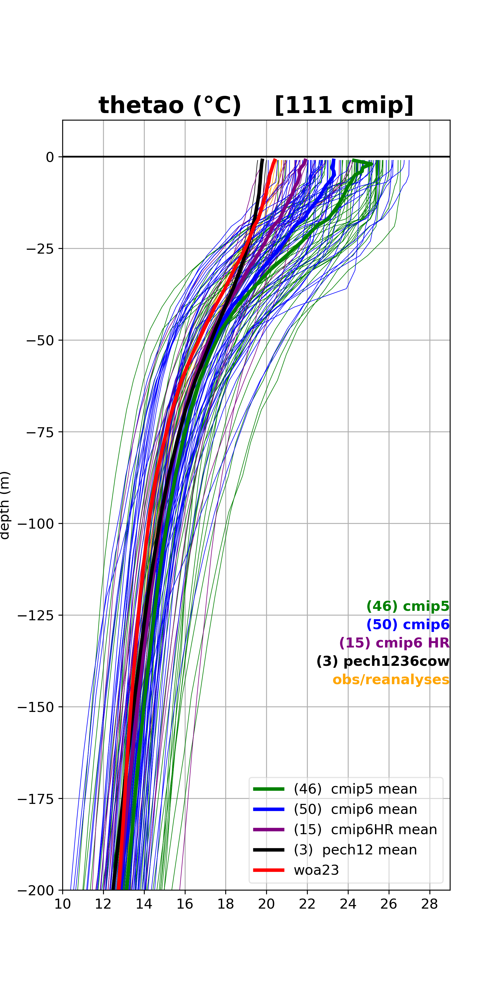 thetao (°C)    [111 cmip]
0
−25
−50
−75
−100
−125
−150
−175
−200
depth (m)
(46) cmip5
(50) cmip6
(15) cmip6 HR
(3) pech1236cow
obs/reanalyses
(46)  cmip5 mean
(50)  cmip6 mean
(15)  cmip6HR mean
(3)  pech12 mean
woa23
10 12 14 16 18 20 22 24 26 28